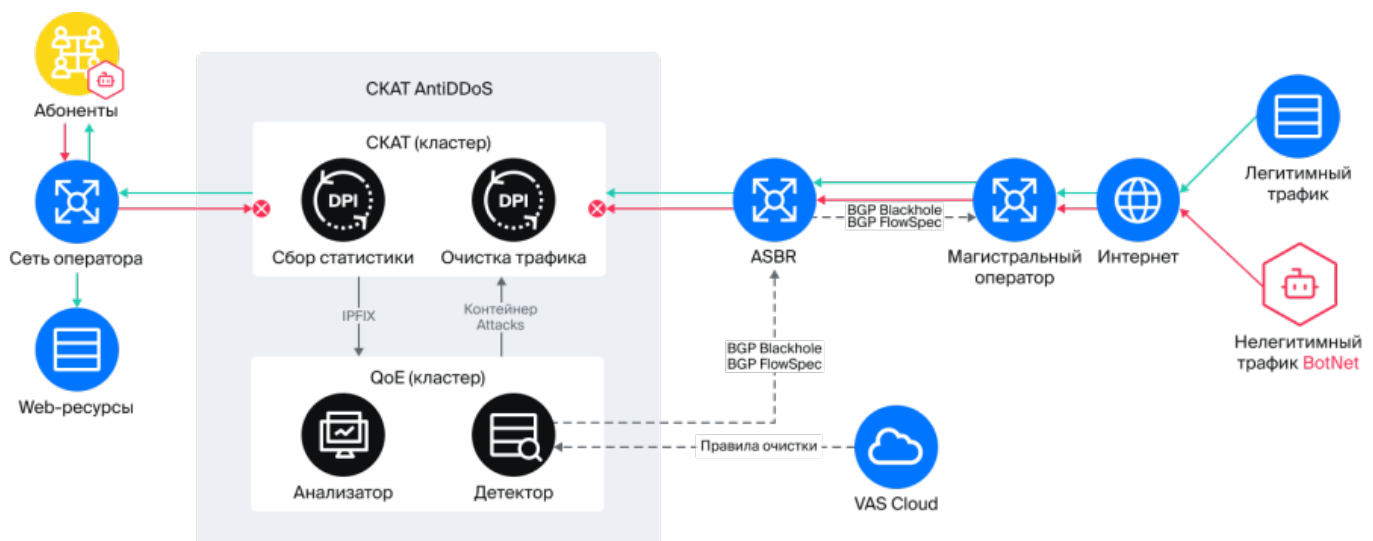 Абоненты
Сеть оператора
Web-ресурсы
СКАТ AntiDDoS
СКАТ (кластер)
DPI
DPI
Сбор статистики
Очистка трафика
IPFIX
Контейнер
Attacks
QoE (кластер)
Анализатор
Детектор
BGP Blackhole
BGP FlowSpec
Правила очистки
VAS Cloud
ASBR
BGP Blackhole
BGP FlowSpec
Магистральный
оператор
Интернет
Легитимный
трафик
Нелегитимный
трафик BotNet